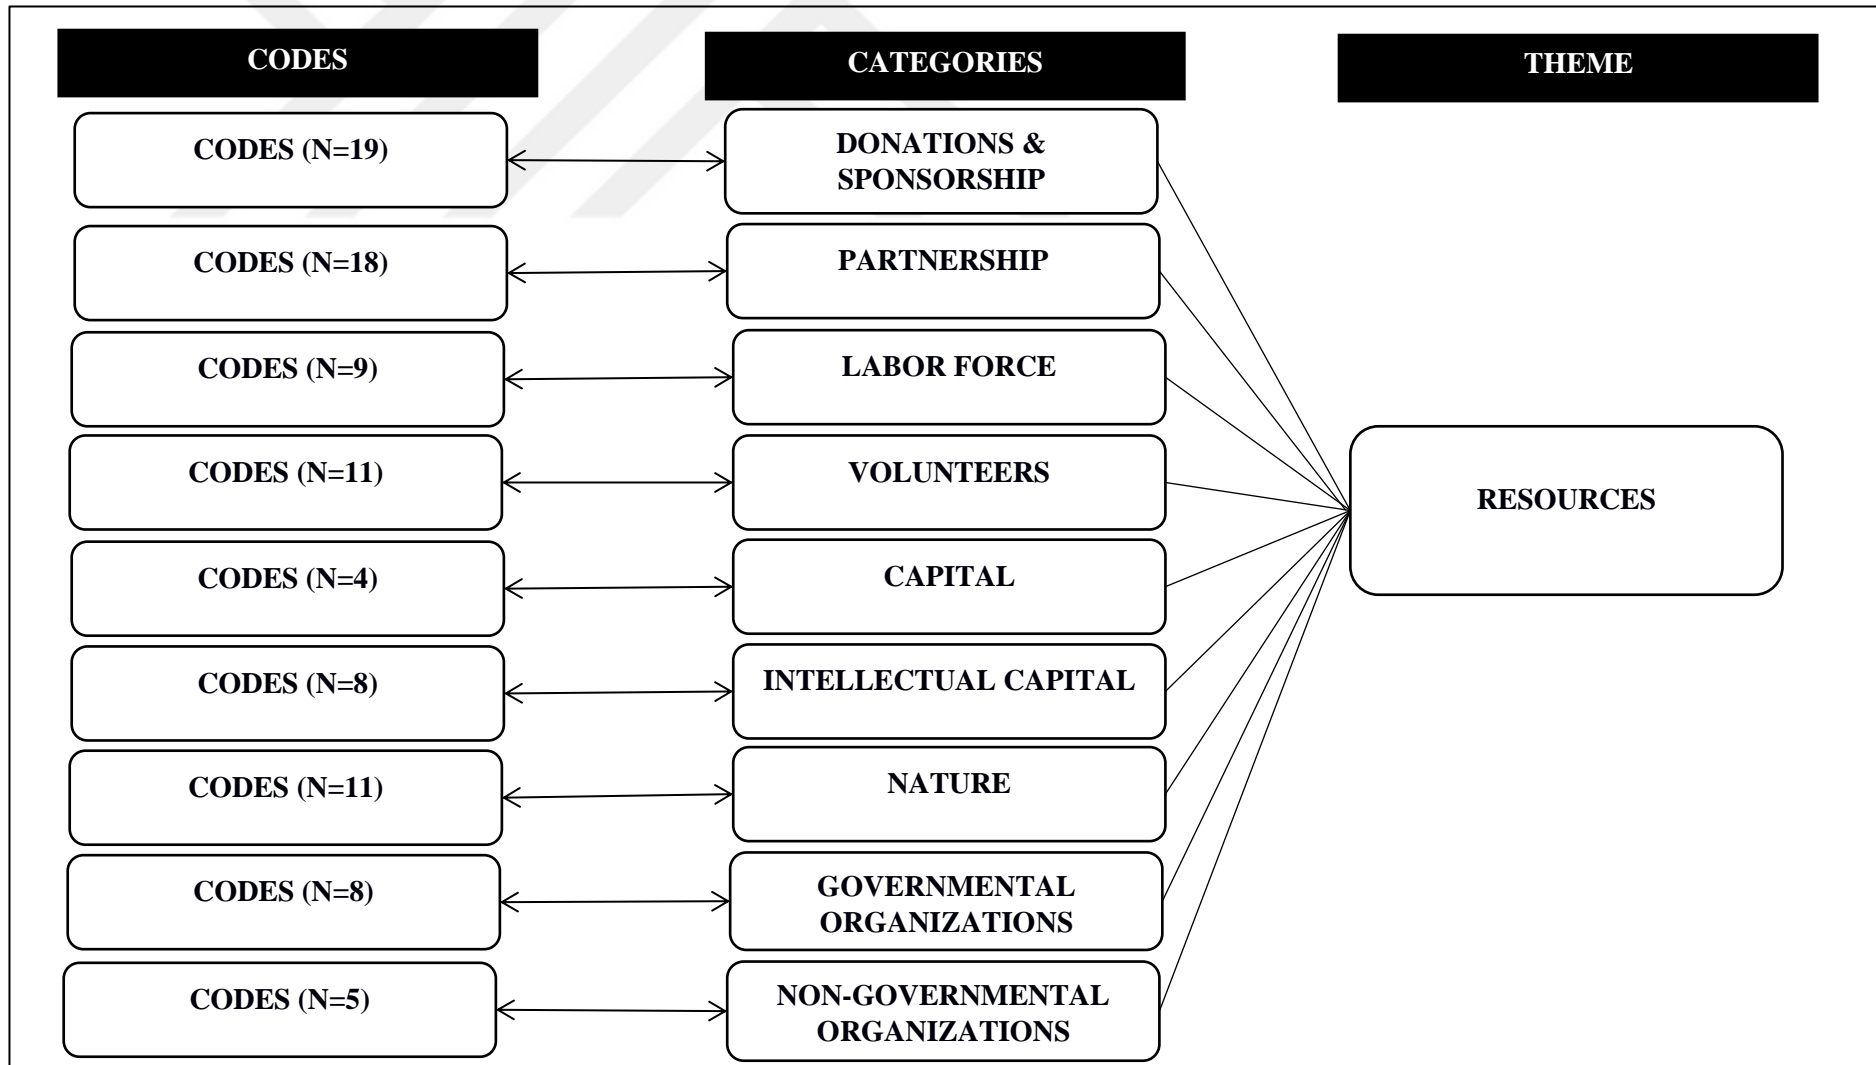 CODES
CATEGORIES
THEME
CODES (N=19)
DONATIONS &
SPONSORSHIP
CODES (N=18)
PARTNERSHIP
CODES (N=9)
LABOR FORCE
CODES (N=11)
VOLUNTEERS
RESOURCES
CODES (N=4)
CAPITAL
CODES (N=8)
INTELLECTUAL CAPITAL
CODES (N=11)
NATURE
CODES (N=8)
GOVERNMENTAL
ORGANIZATIONS
CODES (N=5)
NON-GOVERNMENTAL
ORGANIZATIONS